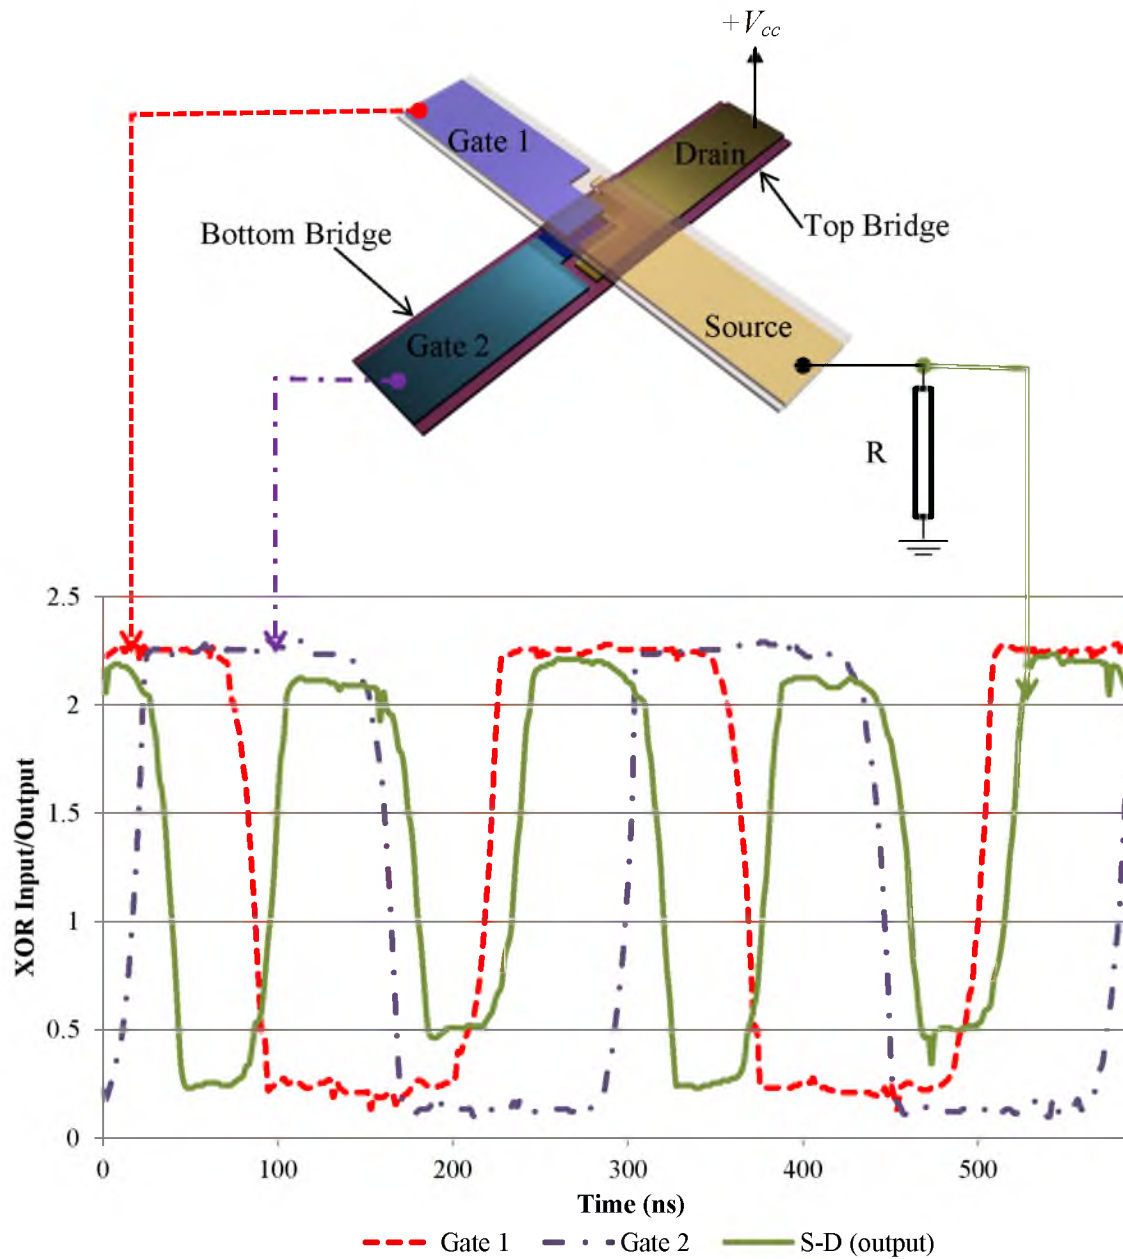 +Vcc
Gate 1
Drain
Bottom Bridge
Top Bridge
Gate 2
Source
R
2.5
2
1.5
1
0.5
0
XOR Input/Output
0 100 200 300 400 500
Time (ns)
Gate 1 Gate 2 S-D (output)